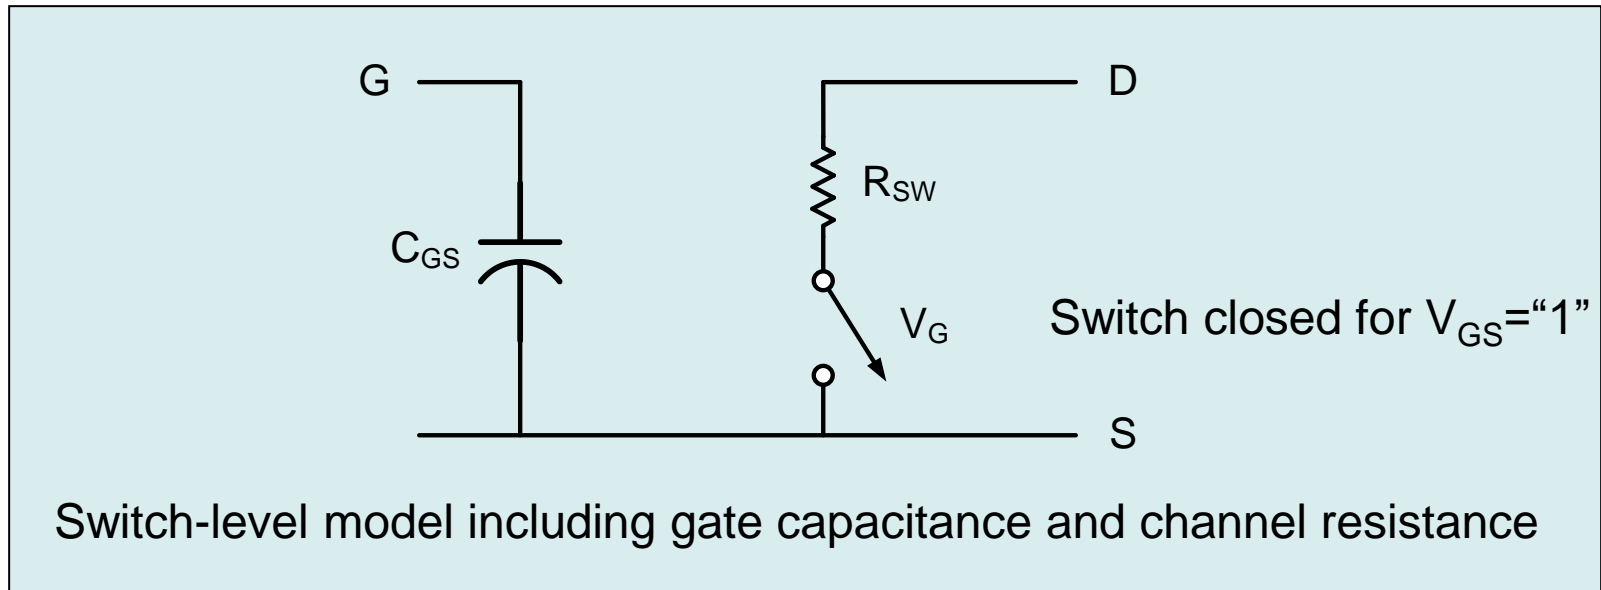 G
D
R_SW
C_GS
V_G
Switch closed for V_GS=“1”
S
Switch-level model including gate capacitance and channel resistance